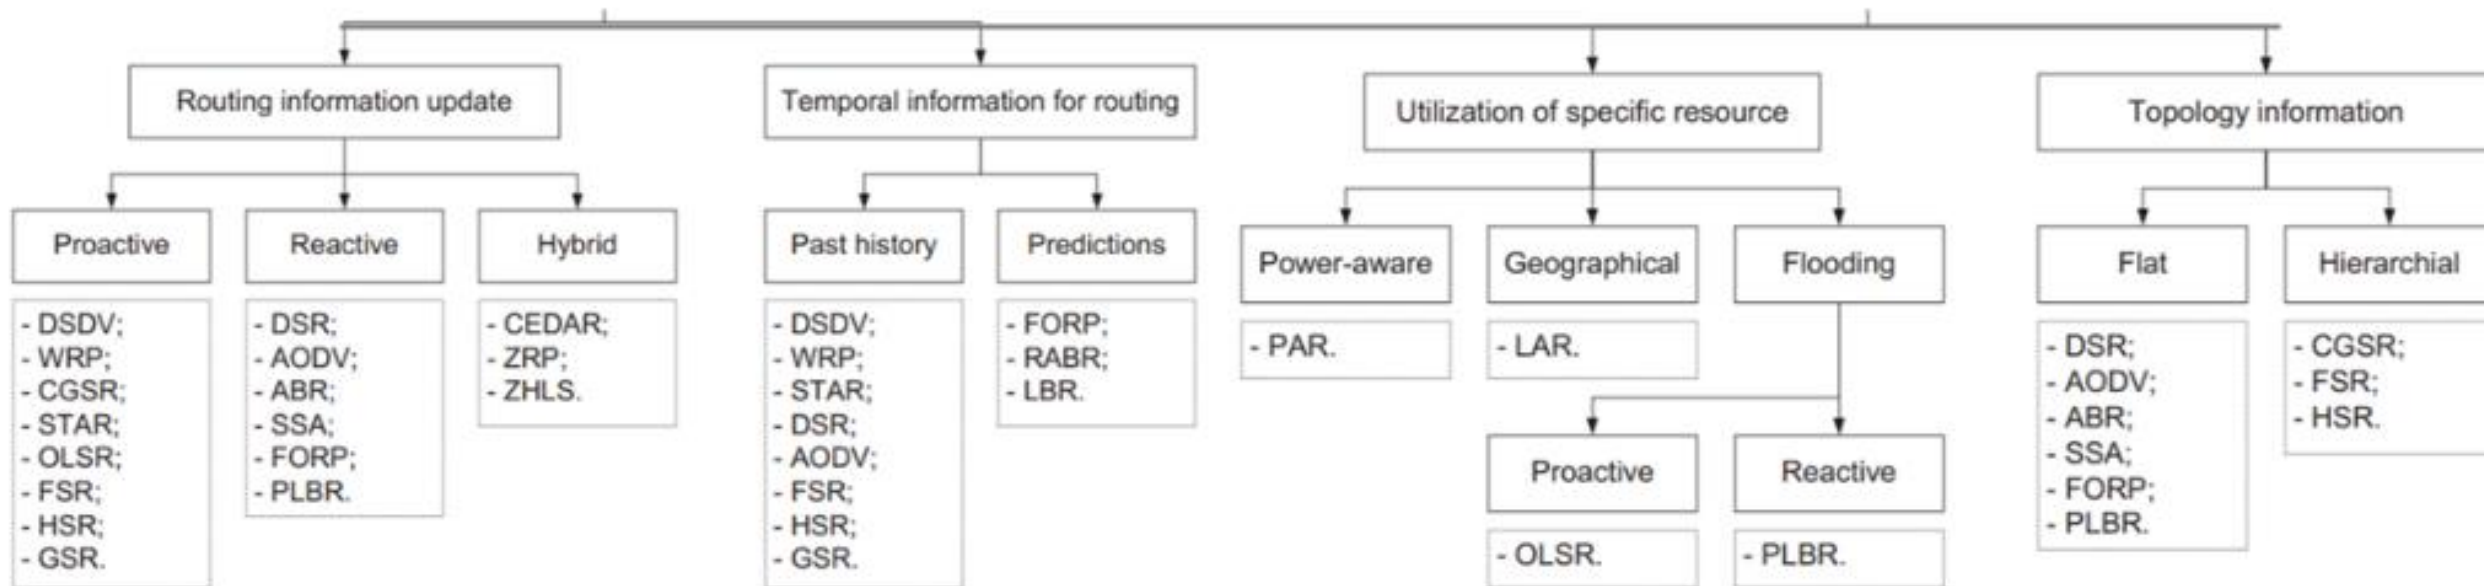 Routing information update
Temporal information for routing
Utilization of specific resource
Topology information
Proactive
Reactive
Hybrid
Past history
Predictions
Power-aware
Geographical
Flooding
Flat
Hierarchial
- DSDV;
- WRP;
- CGSR;
- STAR;
- OLSR;
- FSR;
- HSR;
- GSR.
- DSR;
- AODV;
- ABR;
- SSA;
- FORP;
- PLBR.
- CEDAR;
- ZRP;
- ZHLS.
- DSDV;
- WRP;
- STAR;
- DSR;
- AODV;
- FSR;
- HSR;
- GSR.
- FORP;
- RABR;
- LBR.
- PAR.
- LAR.
Proactive
Reactive
- OLSR.
- PLBR.
- DSR;
- AODV;
- ABR;
- SSA;
- FORP;
- PLBR.
- CGSR;
- FSR;
- HSR.